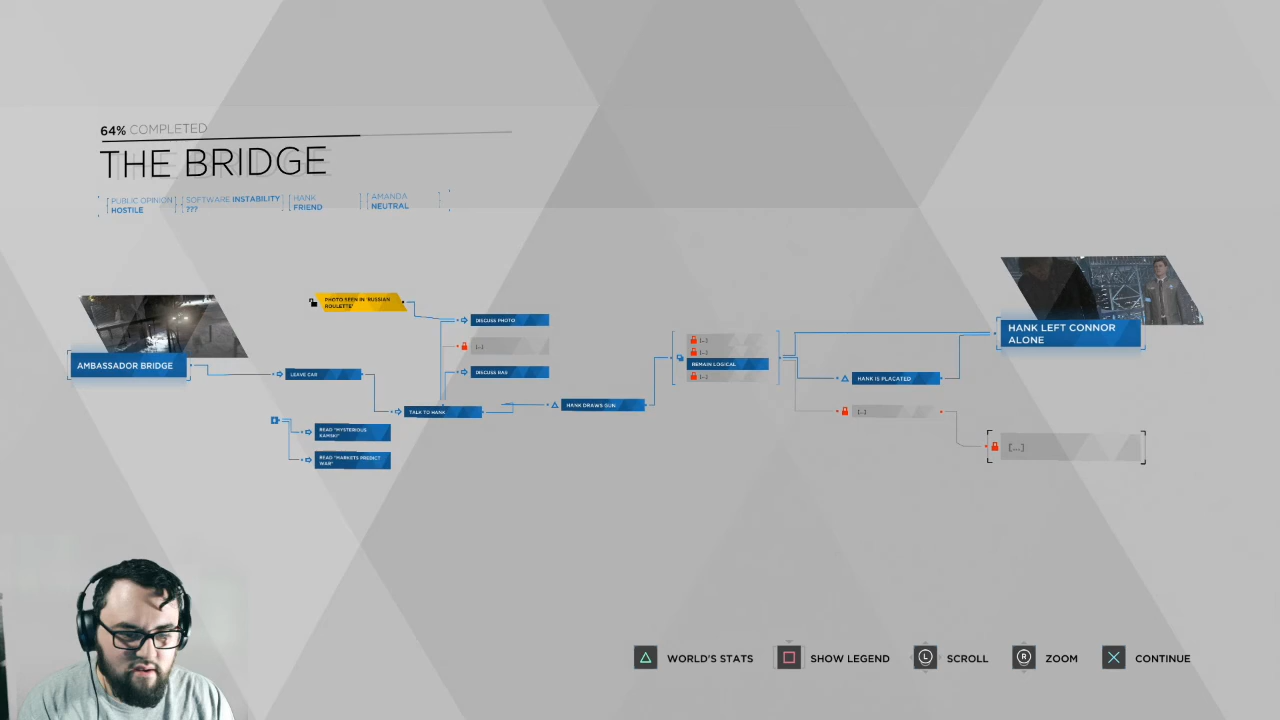 64% COMPLETED
THE BRIDGE
PUBLIC OPINION
HOSTILE
SOFTWARE INSTABILITY
???
HANK
FRIEND
AMANDA
NEUTRAL
AMBASSADOR BRIDGE
LEAVE CAR
READ "MYSTERIOUS
KAMSKI"
READ "MARKETS PREDICT
WAR"
PHOTO SEEN IN "RUSSIAN
ROULETTE"
DISCUSS PHOTO
[...]
DISCUSS BAG
TALK TO HANK
HANK DRAWS GUN
[...]
[...]
REMAIN LOGICAL
[...]
HANK IS PLACATED
[...]
HANK LEFT CONNOR
ALONE
[...]
WORLD'S STATS
SHOW LEGEND
L
SCROLL
R
ZOOM
CONTINUE